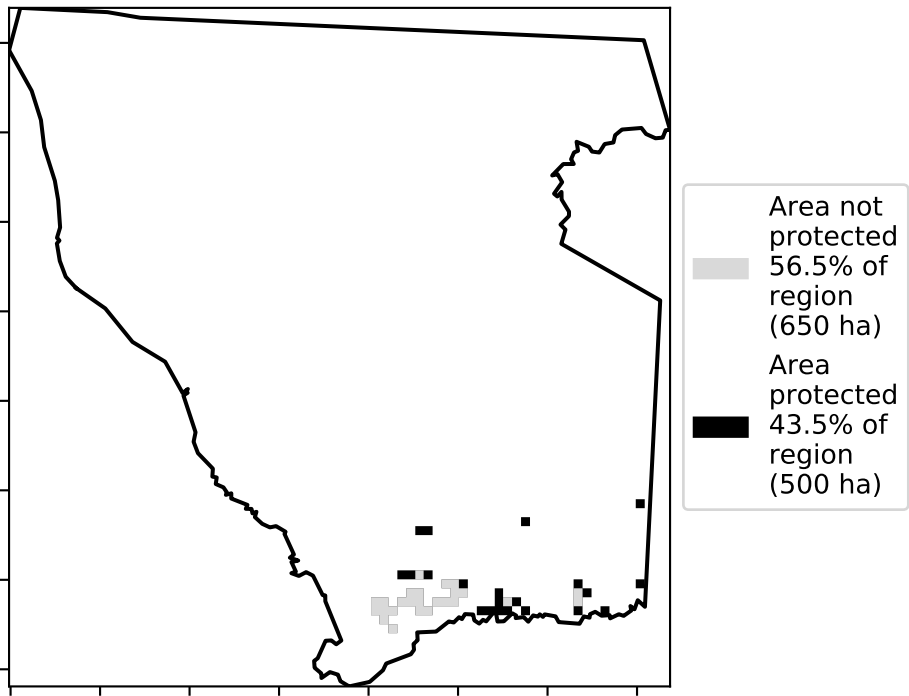 Area not
protected
56.5% of
region
(650 ha)
Area
protected
43.5% of
region
(500 ha)